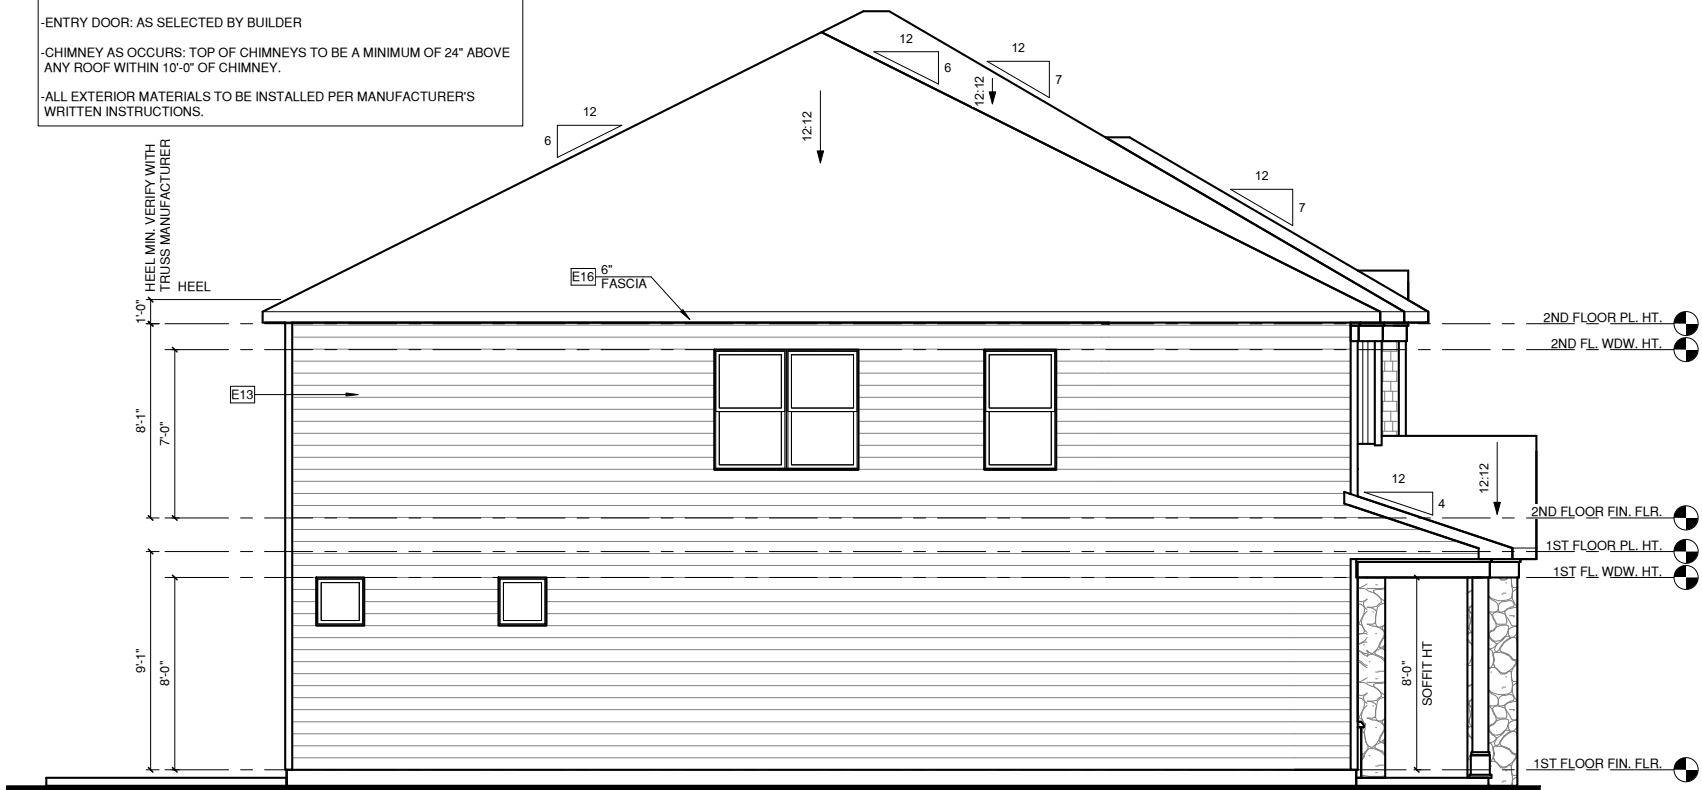 -ENTRY DOOR: AS SELECTED BY BUILDER
-CHIMNEY AS OCCURS: TOP OF CHIMNEYS TO BE A MINIMUM OF 24" ABOVE
ANY ROOF WITHIN 10'-0" OF CHIMNEY.
-ALL EXTERIOR MATERIALS TO BE INSTALLED PER MANUFACTURER'S
WRITTEN INSTRUCTIONS.
12
6
12:12
12
6
12:12
12
7
12
7
HEEL MIN. VERIFY WITH
TRUSS MANUFACTURER
HEEL
1'-0"
E16
6"
FASCIA
2ND FLOOR PL. HT.
2ND FL. WDW. HT.
E13
8'-1"
7'-0"
12
4
12:12
2ND FLOOR FIN. FLR.
1ST FLOOR PL. HT.
1ST FL. WDW. HT.
9'-1"
8'-0"
8'-0"
SOFFIT HT
1ST FLOOR FIN. FLR.